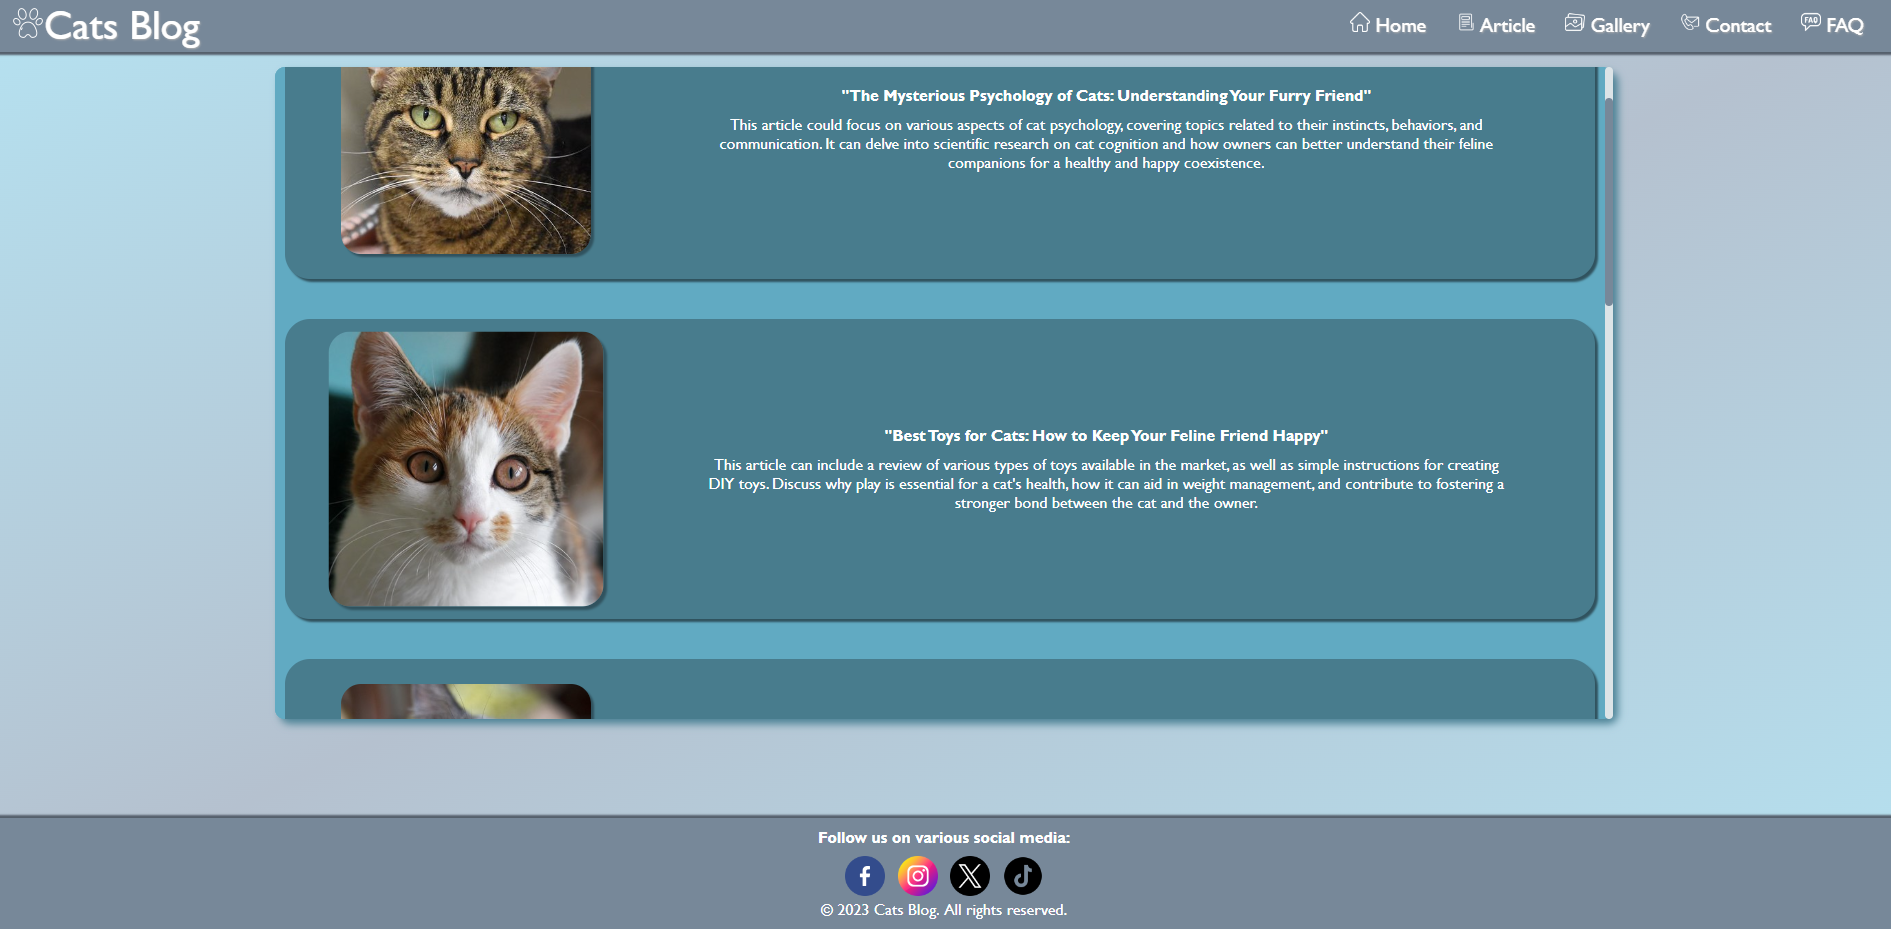 Cats Blog
Home
Article
Gallery
Contact
FAQ
FAQ
"The Mysterious Psychology of Cats: Understanding Your Furry Friend"
This article could focus on various aspects of cat psychology, covering topics related to their instincts, behaviors, and
communication. It can delve into scientific research on cat cognition and how owners can better understand their feline
companions for a healthy and happy coexistence.
"Best Toys for Cats: How to Keep Your Feline Friend Happy"
This article can include a review of various types of toys available in the market, as well as simple instructions for creating
DIY toys. Discuss why play is essential for a cat's health, how it can aid in weight management, and contribute to fostering a
stronger bond between the cat and the owner.
Follow us on various social media:
© 2023 Cats Blog. All rights reserved.